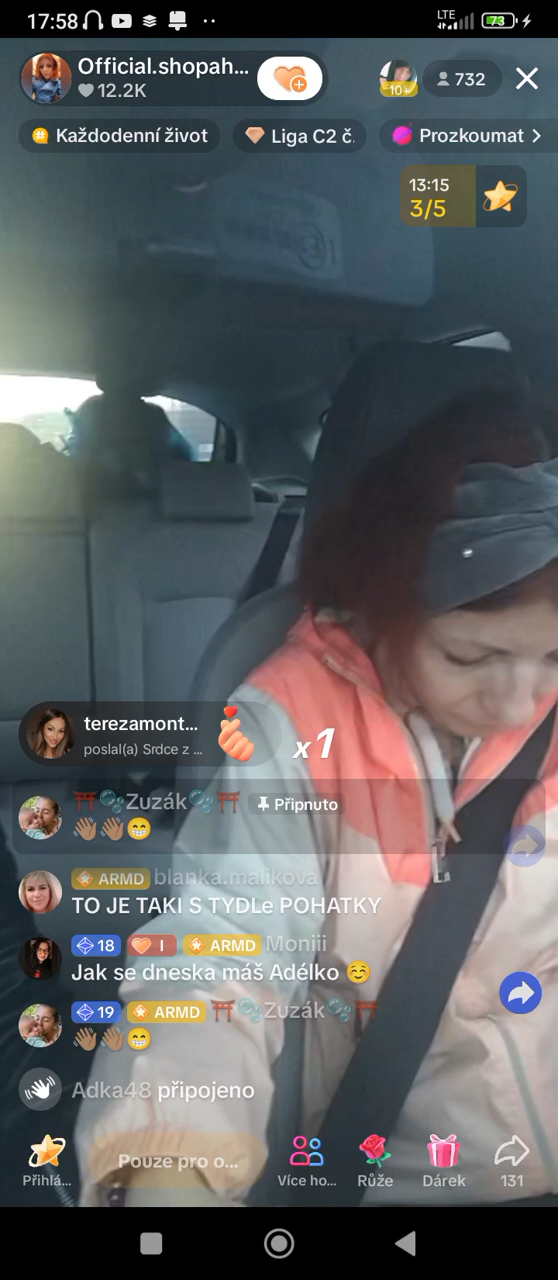 17:58
LTE
73
Official.shopah...
12.2K
10+
732
Každodenní život
Liga C2 č.
Prozkoumat
13:15
3/5
terezamont...
poslal(a) Srdce z ...
x1
Zuzák
Připnuto
ARMD blanka.malikova
TO JE TAKI S TYDLe POHATKY
18 I ARMD Moniii
Jak se dneska máš Adélko
19 ARMD Zuzák
Adka48 připojeno
Pouze pro o...
Přihlá...
Více ho...
Růže
Dárek
131